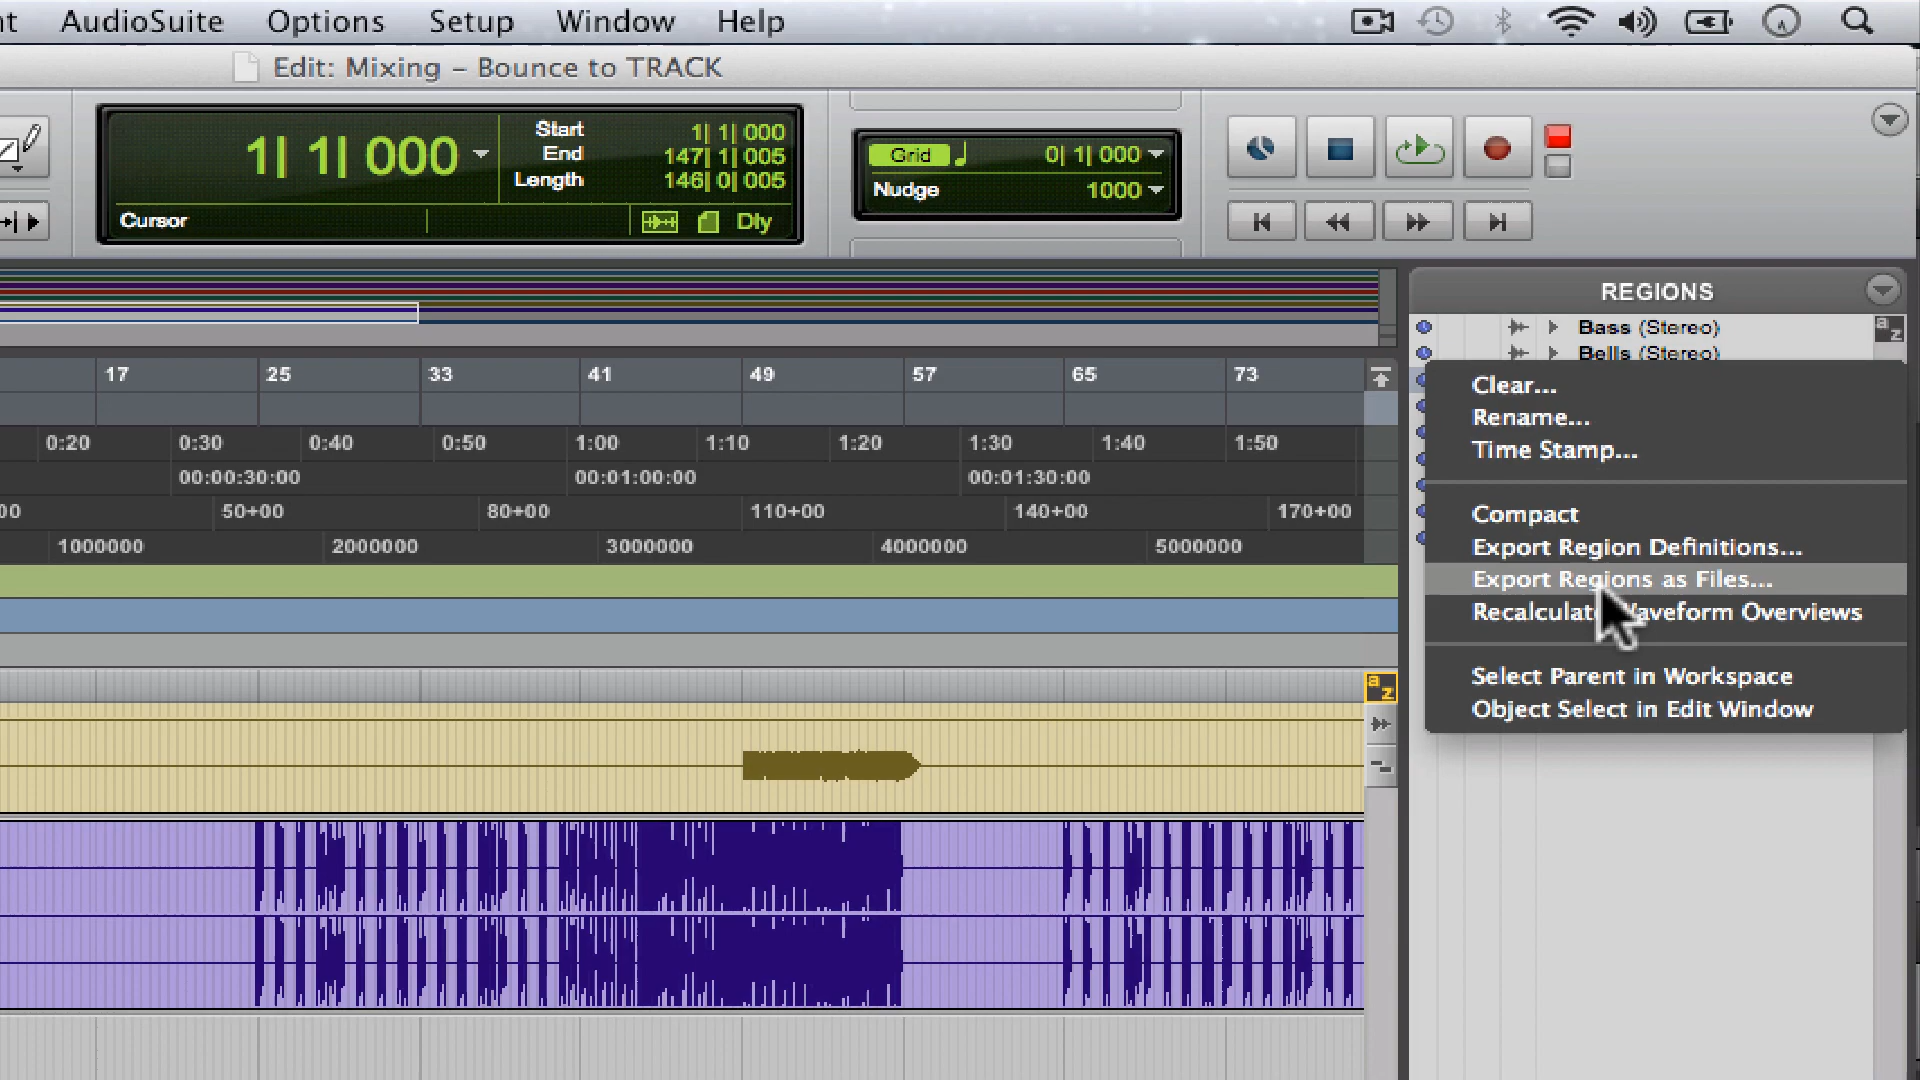 nt AudioSuite Options Setup Window Help
Edit: Mixing – Bounce to TRACK
1| 1| 000
Start 1| 1| 000
End 147| 1| 005
Length 146| 0| 005
Cursor
Dly
Grid 0| 1| 000
Nudge 1000
REGIONS
Bass (Stereo)
Bells (Stereo)
a z
Clear...
Rename...
Time Stamp...
Compact
Export Region Definitions...
Export Regions as Files...
Recalculate Waveform Overviews
Select Parent in Workspace
Object Select in Edit Window
17 25 33 41 49 57 65 73
0:20 0:30 0:40 0:50 1:00 1:10 1:20 1:30 1:40 1:50
00:00:30:00 00:01:00:00 00:01:30:00
00 50+00 80+00 110+00 140+00 170+00
1000000 2000000 3000000 4000000 5000000
a z